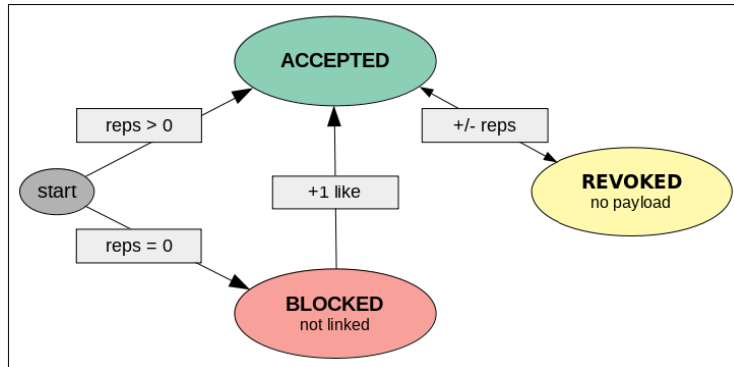 ACCEPTED
reps > 0
+/- reps
start
+1 like
REVOKED
no payload
reps = 0
BLOCKED
not linked